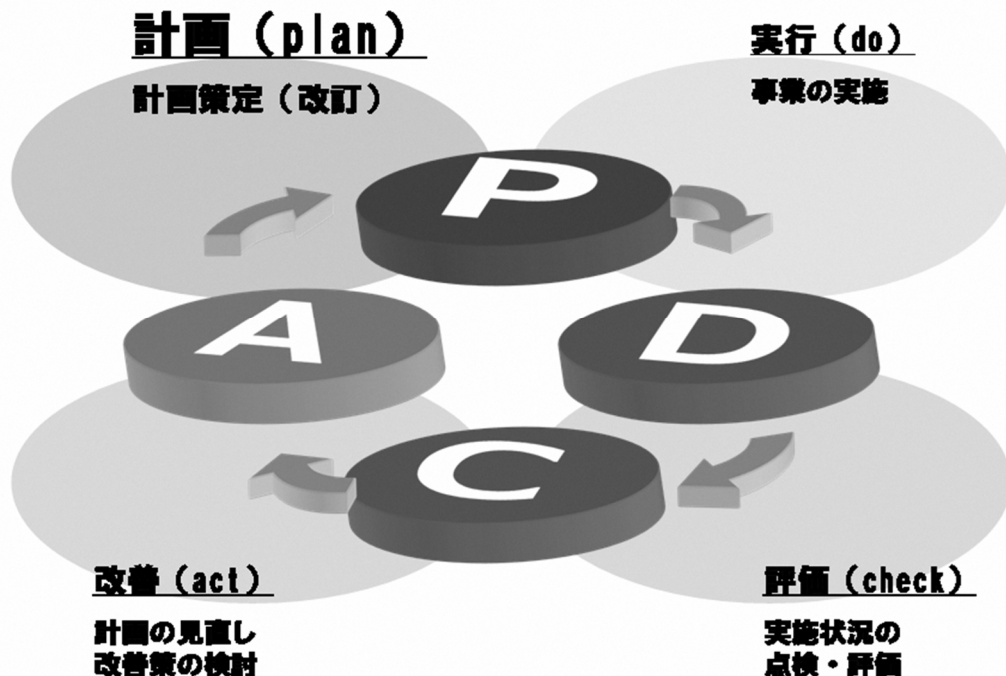 計画（plan）
計画策定（改訂）
実行（do）
事業の実施
P
A
D
C
改善（act）
計画の見直し
改善策の検討
評価（check）
実施状況の
点検・評価